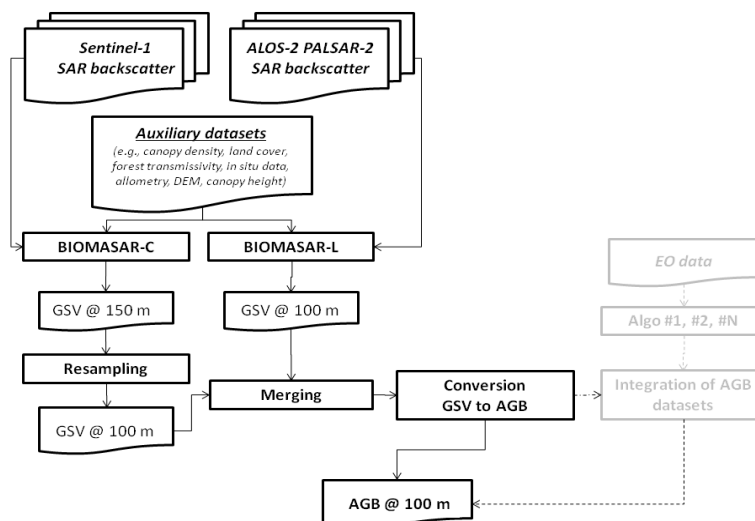 Sentinel-1
SAR backscatter
ALOS-2 PALSAR-2
SAR backscatter
Auxiliary datasets
(e.g., canopy density, land cover,
forest transmissivity, in situ data,
allometry, DEM, canopy height)
BIOMASAR-C
BIOMASAR-L
EO data
GSV @ 150 m
GSV @ 100 m
Algo #1, #2, #N
Resampling
Merging
Conversion
GSV to AGB
Integration of AGB
datasets
GSV @ 100 m
AGB @ 100 m